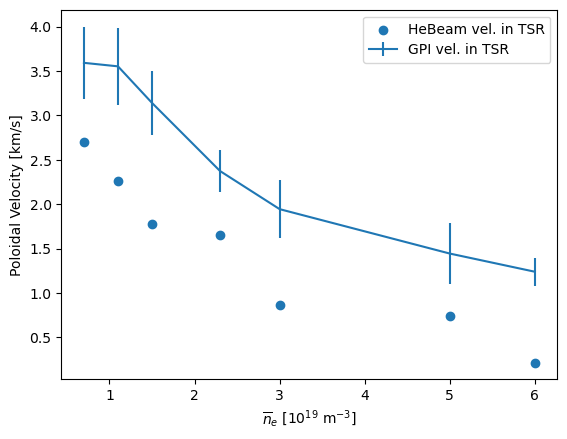 HeBeam vel. in TSR
GPI vel. in TSR
Poloidal Velocity [km/s]
4.0
3.5
3.0
2.5
2.0
1.5
1.0
0.5
1 2 3 4 5 6
n̅ₑ [10¹⁹ m⁻³]